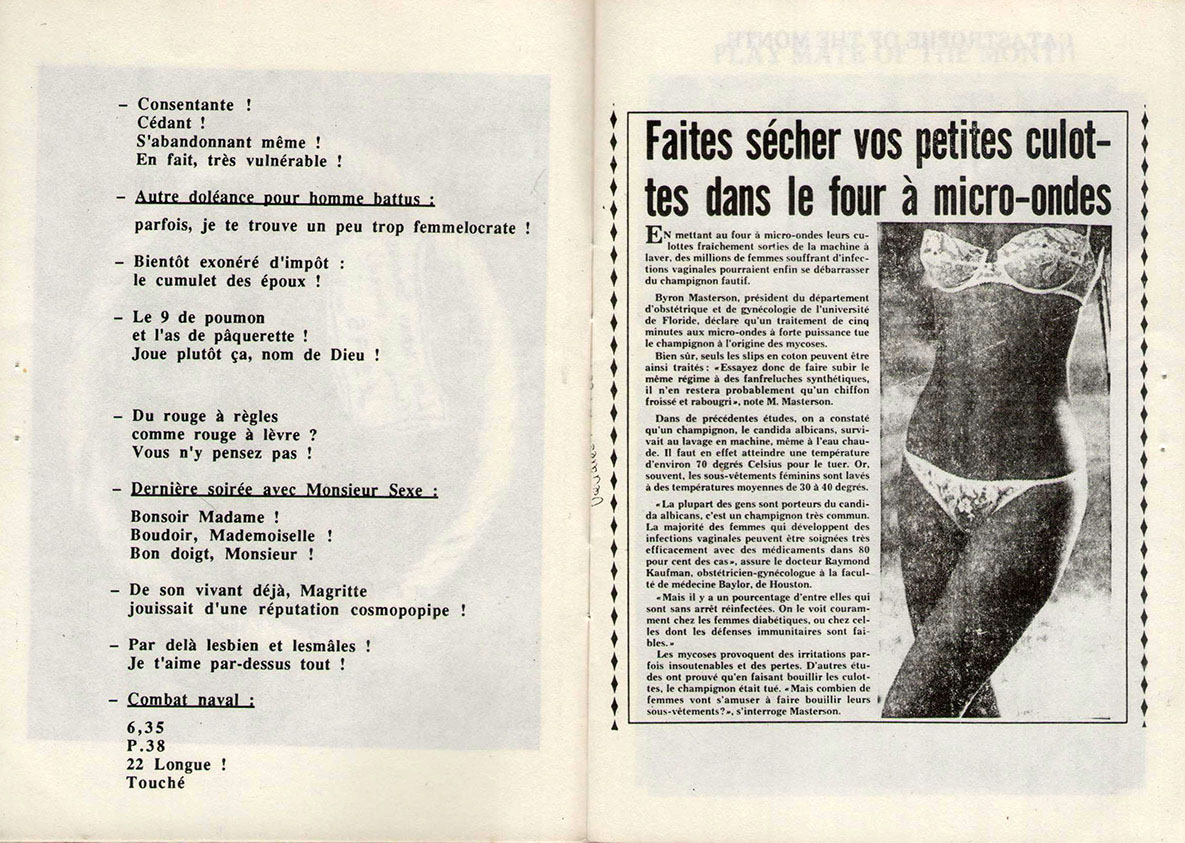 – Consentante !
Cédant !
S'abandonnant même !
En fait, très vulnérable !
– Autre doléance pour homme battus :
parfois, je te trouve un peu trop femmelocrate !
– Bientôt exonéré d'impôt :
le cumulet des époux !
– Le 9 de poumon
et l'as de pâquerette !
Joue plutôt ça, nom de Dieu !
– Du rouge à règles
comme rouge à lèvre ?
Vous n'y pensez pas !
– Dernière soirée avec Monsieur Sexe :
Bonsoir Madame !
Boudoir, Mademoiselle !
Bon doigt, Monsieur !
– De son vivant déjà, Magritte
jouissait d'une réputation cosmopopipe !
– Par delà lesbien et lesmâles !
Je t'aime par-dessus tout !
– Combat naval :
6,35
P.38
22 Longue !
Touché
CATASTROPHE OF THE MONTH
PLAY MATE OF THE MONTH
Faites sécher vos petites culot-
tes dans le four à micro-ondes
EN mettant au four à micro-ondes leurs cu-
lottes fraichement sorties de la machine à
laver, des millions de femmes souffrant d'infec-
tions vaginales pourraient enfin se débarrasser
du champignon fautif.
Byron Masterson, président du département
d'obstétrique et de gynécologie de l'université
de Floride, déclare qu'un traitement de cinq
minutes aux micro-ondes à forte puissance tue
le champignon à l'origine des mycoses.
Bien sûr, seuls les slips en coton peuvent être
ainsi traités : «Essayez donc de faire subir le
même régime à des fanfreluches synthétiques,
il n'en restera probablement qu'un chiffon
froissé et rabougri», note M. Masterson.
Dans de précédentes études, on a constaté
qu'un champignon, le candida albicans, survi-
vait au lavage en machine, même à l'eau chau-
de. Il faut en effet atteindre une température
d'environ 70 degrés Celsius pour le tuer. Or,
souvent, les sous-vêtements féminins sont lavés
à des températures moyennes de 30 à 40 degrés.
«La plupart des gens sont porteurs du candi-
da albicans, c'est un champignon très commun.
La majorité des femmes qui développent des
infections vaginales peuvent être soignées très
efficacement avec des médicaments dans 80
pour cent des cas», assure le docteur Raymond
Kaufman, obstétricien-gynécologue à la facul-
té de médecine Baylor, de Houston.
«Mais il y a un pourcentage d'entre elles qui
sont sans arrêt réinfectées. On le voit couram-
ment chez les femmes diabétiques, ou chez cel-
les dont les défenses immunitaires sont fai-
bles.»
Les mycoses provoquent des irritations par-
fois insoutenables et des pertes. D'autres étu-
des ont prouvé qu'en faisant bouillir les culot-
tes, le champignon était tué. «Mais combien de
femmes vont s'amuser à faire bouillir leurs
sous-vêtements?», s'interroge Masterson.